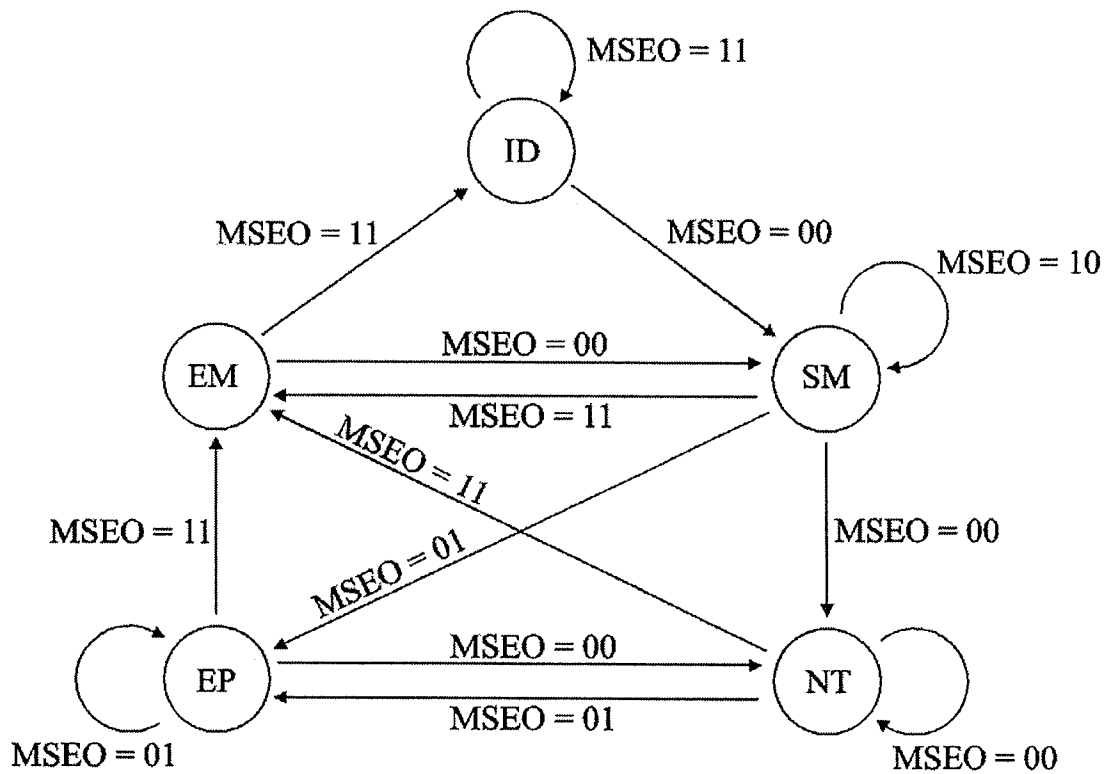 MSEO = 11
ID
MSEO = 11
MSEO = 00
MSEO = 10
MSEO = 00
EM
SM
MSEO = 11
MSEO = 11
MSEO = 11
MSEO = 01
MSEO = 00
MSEO = 00
EP
NT
MSEO = 01
MSEO = 01
MSEO = 00